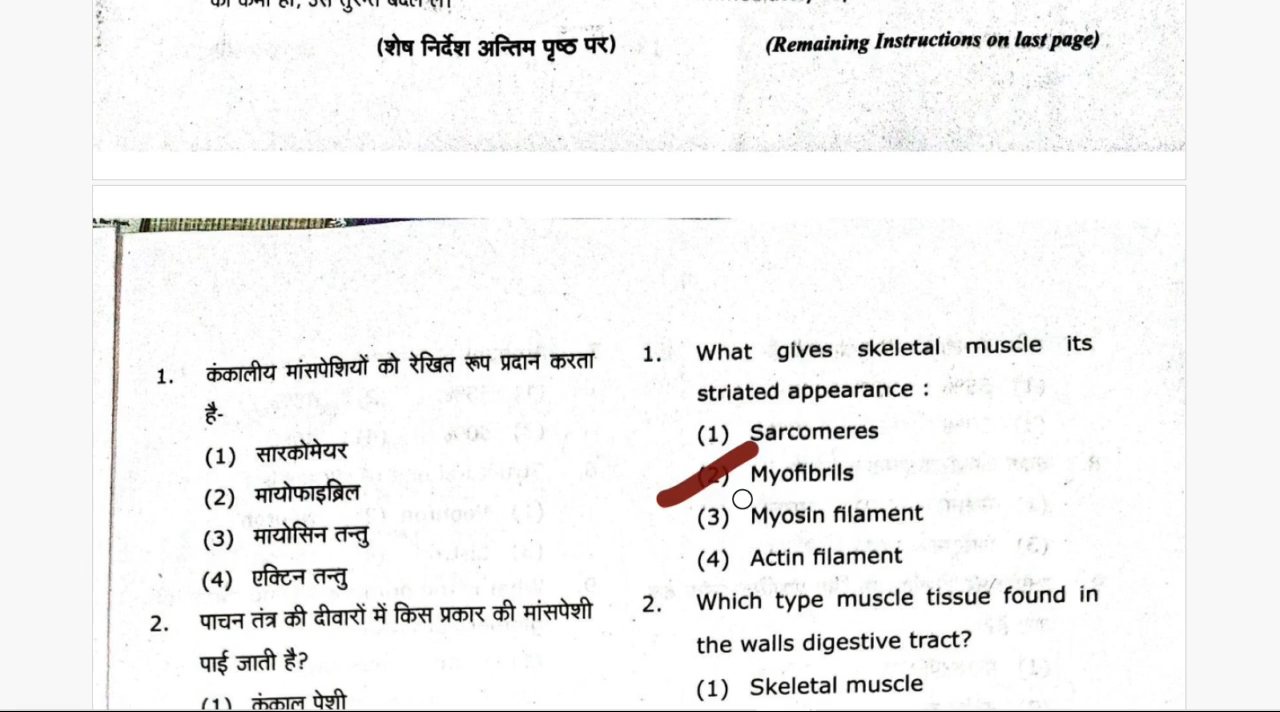 (शेष निर्देश अन्तिम पृष्ठ पर)
(Remaining Instructions on last page)
1. कंकालीय मांसपेशियों को रेखित रूप प्रदान करता
है-
(1) सारकोमेयर
(2) मायोफाइब्रिल
(3) मायोसिन तन्तु
(4) एक्टिन तन्तु
2. पाचन तंत्र की दीवारों में किस प्रकार की मांसपेशी
पाई जाती है?
(1) कंकाल पेशी
1. What gives skeletal muscle its
striated appearance :
(1) Sarcomeres
(2) Myofibrils
(3) Myosin filament
(4) Actin filament
2. Which type muscle tissue found in
the walls digestive tract?
(1) Skeletal muscle